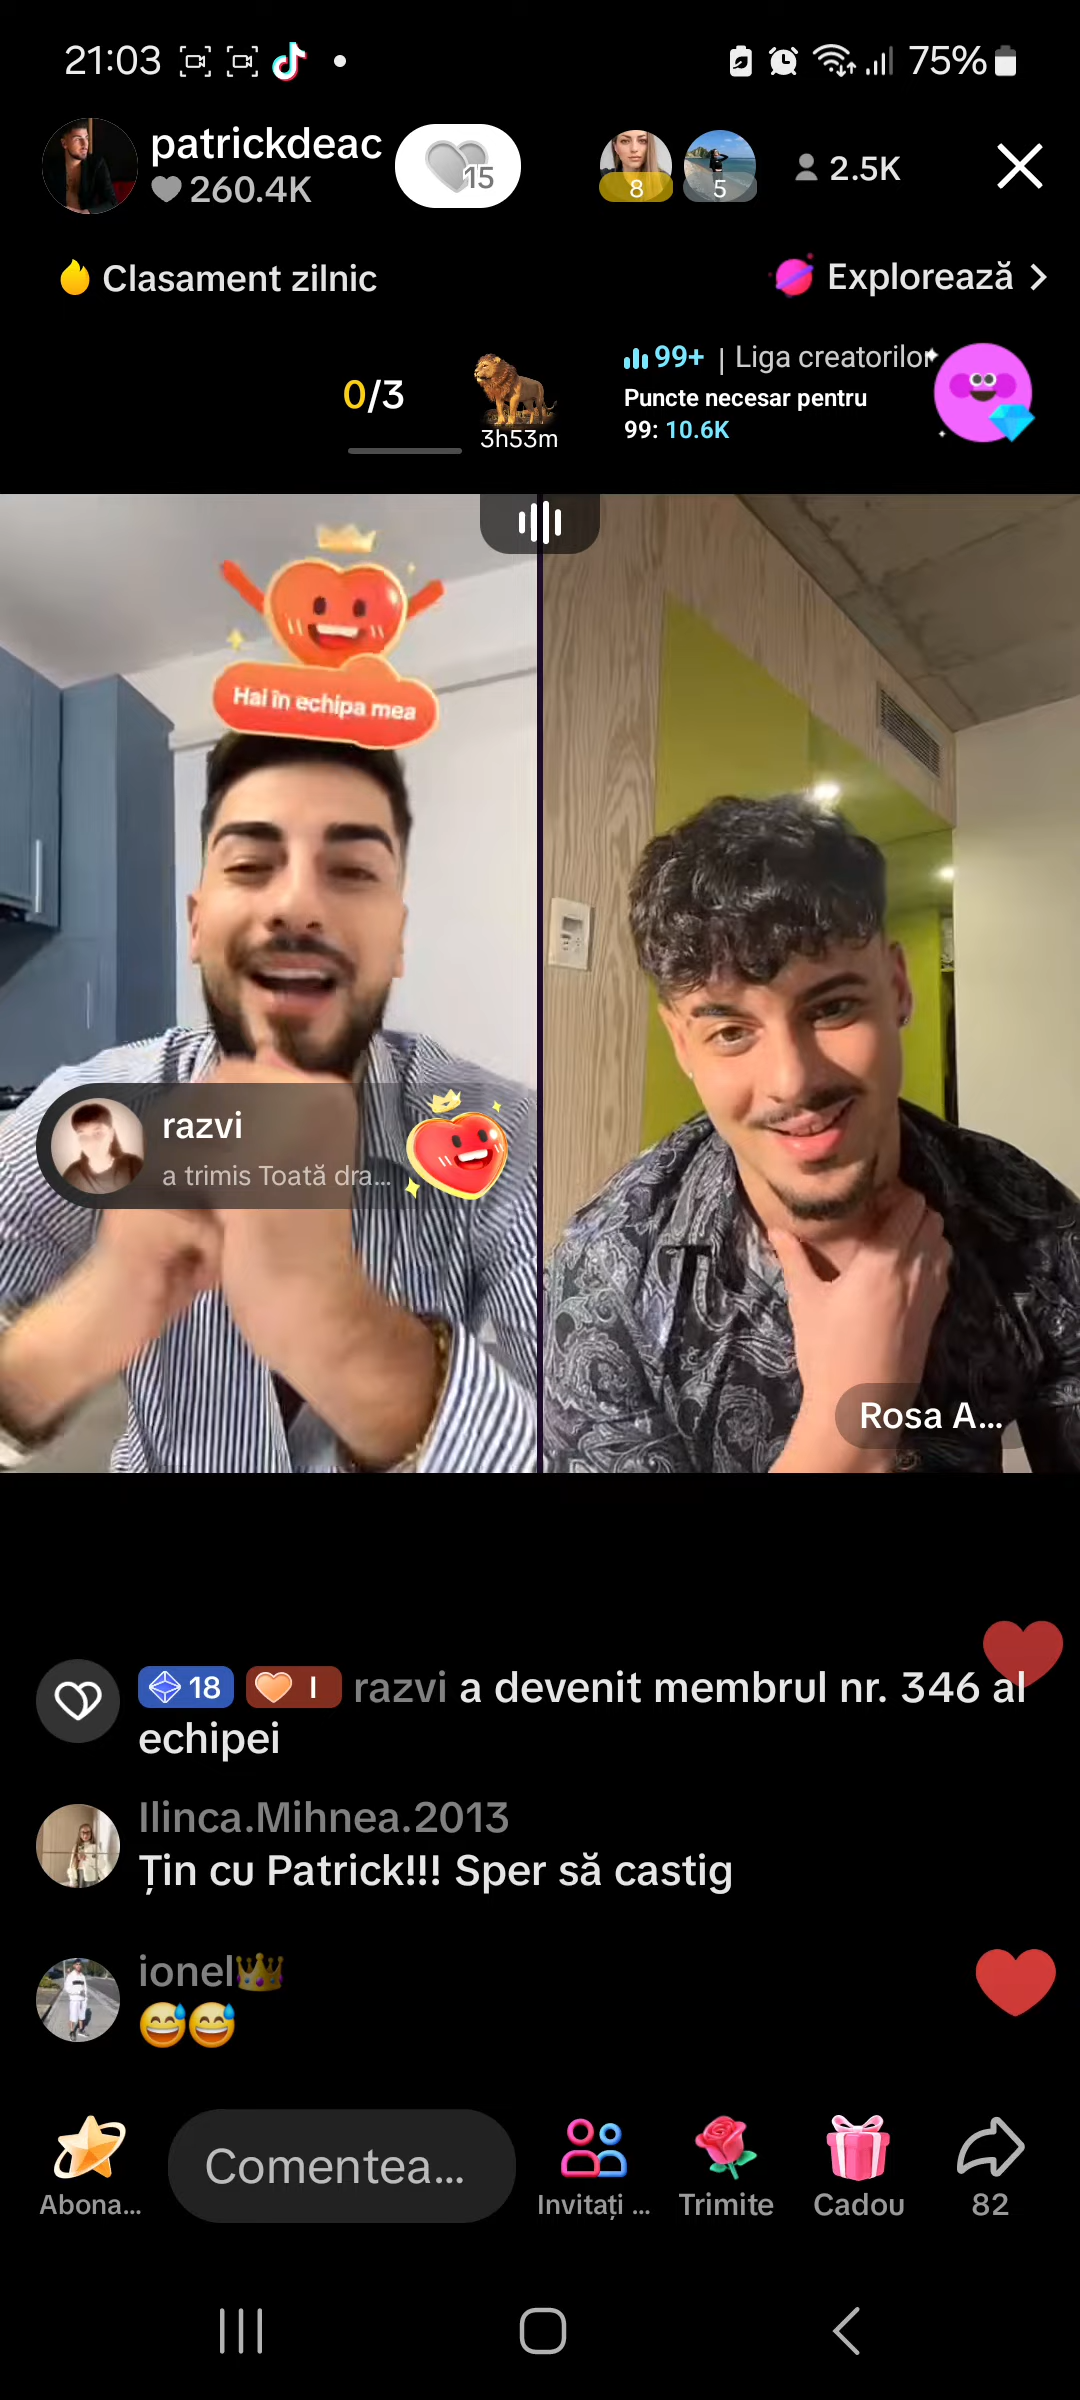 21:03
75%
patrickdeac
260.4K
15
8
5
2.5K
Clasament zilnic
Explorează
0/3
3h53m
99+ | Liga creatorilor
Puncte necesar pentru
99: 10.6K
Hai în echipa mea
razvi
a trimis Toată dra...
Rosa A...
18 I razvi a devenit membrul nr. 346 al
echipei
Ilinca.Mihnea.2013
Țin cu Patrick!!! Sper să castig
ionel👑
😅😅
Abona...
Comentea...
Invitați ...
Trimite
Cadou
82